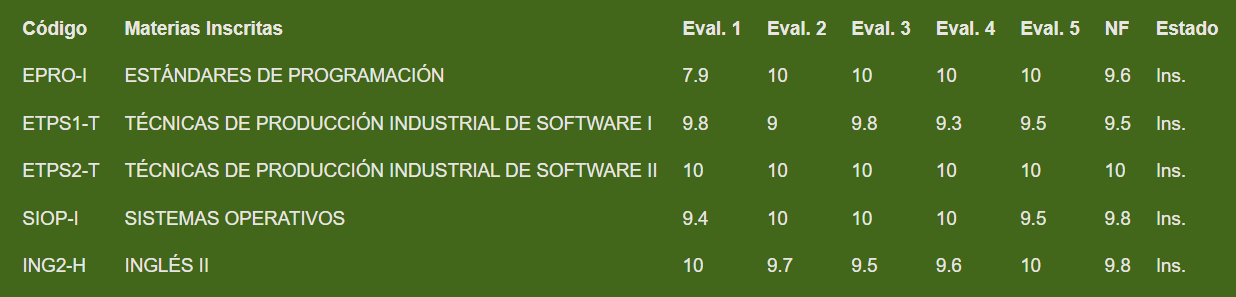 Código Materias Inscritas Eval. 1 Eval. 2 Eval. 3 Eval. 4 Eval. 5 NF Estado
EPRO-I ESTÁNDARES DE PROGRAMACIÓN 7.9 10 10 10 10 9.6 Ins.
ETPS1-T TÉCNICAS DE PRODUCCIÓN INDUSTRIAL DE SOFTWARE I 9.8 9 9.8 9.3 9.5 9.5 Ins.
ETPS2-T TÉCNICAS DE PRODUCCIÓN INDUSTRIAL DE SOFTWARE II 10 10 10 10 10 10 Ins.
SIOP-I SISTEMAS OPERATIVOS 9.4 10 10 10 9.5 9.8 Ins.
ING2-H INGLÉS II 10 9.7 9.5 9.6 10 9.8 Ins.